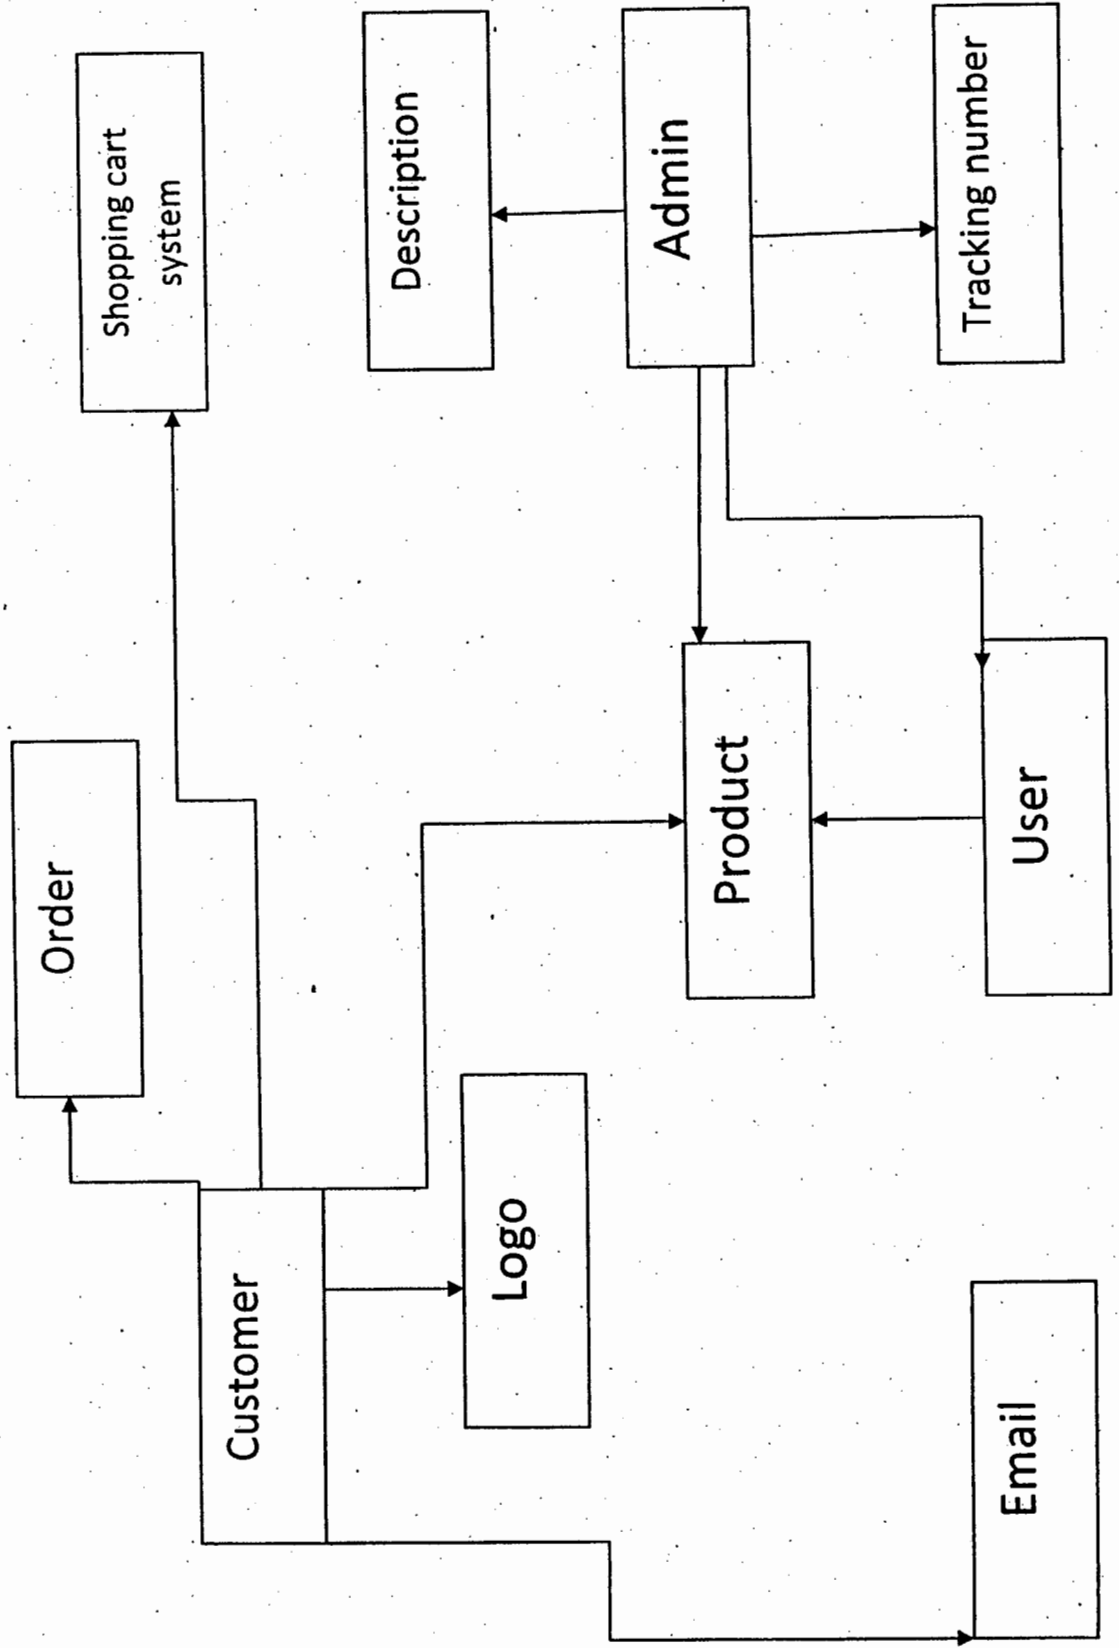 Order
Shopping cart
system
Customer
Description
Logo
Product
Admin
Email
User
Tracking number